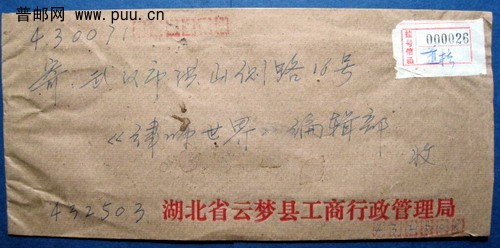 普邮网 www.puu.cn
430071
000026
寄: 武汉市洪山侧路16号
《律师世界》编辑部
收
432503 湖北省云梦县工商行政管理局